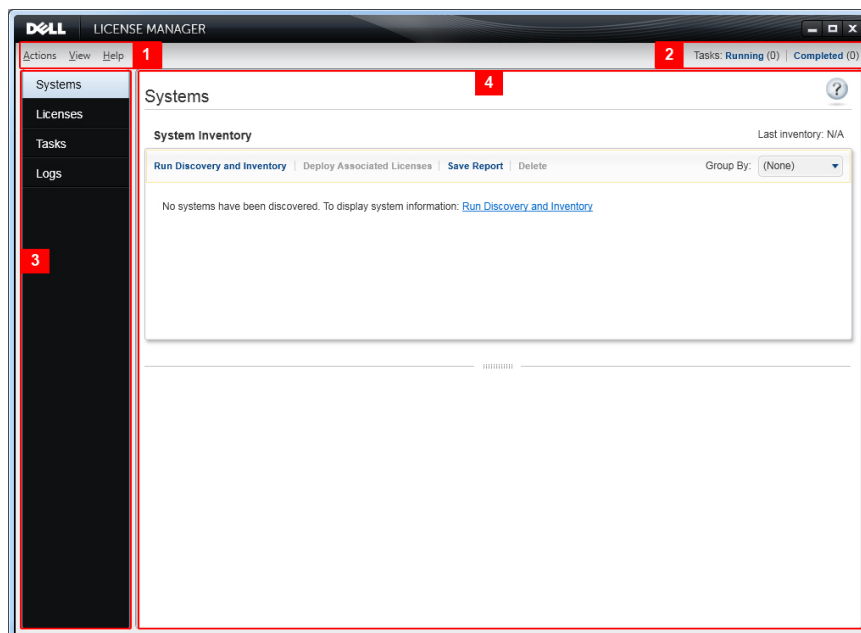 DELL LICENSE MANAGER
Actions View Help 1 2 Tasks: Running (0) | Completed (0)
3
Systems
Licenses
Tasks
Logs
4
Systems
?
System Inventory Last inventory: N/A
Run Discovery and Inventory | Deploy Associated Licenses | Save Report | Delete Group By: (None)
No systems have been discovered. To display system information: Run Discovery and Inventory